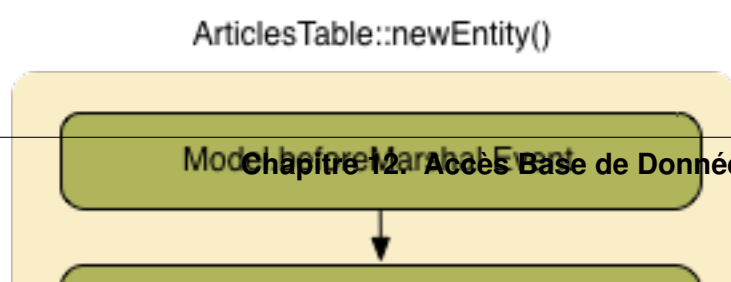 ArticlesTable::newEntity()
Model.beforeMarshal Event
Chapitre 12. Accès Base de Donné